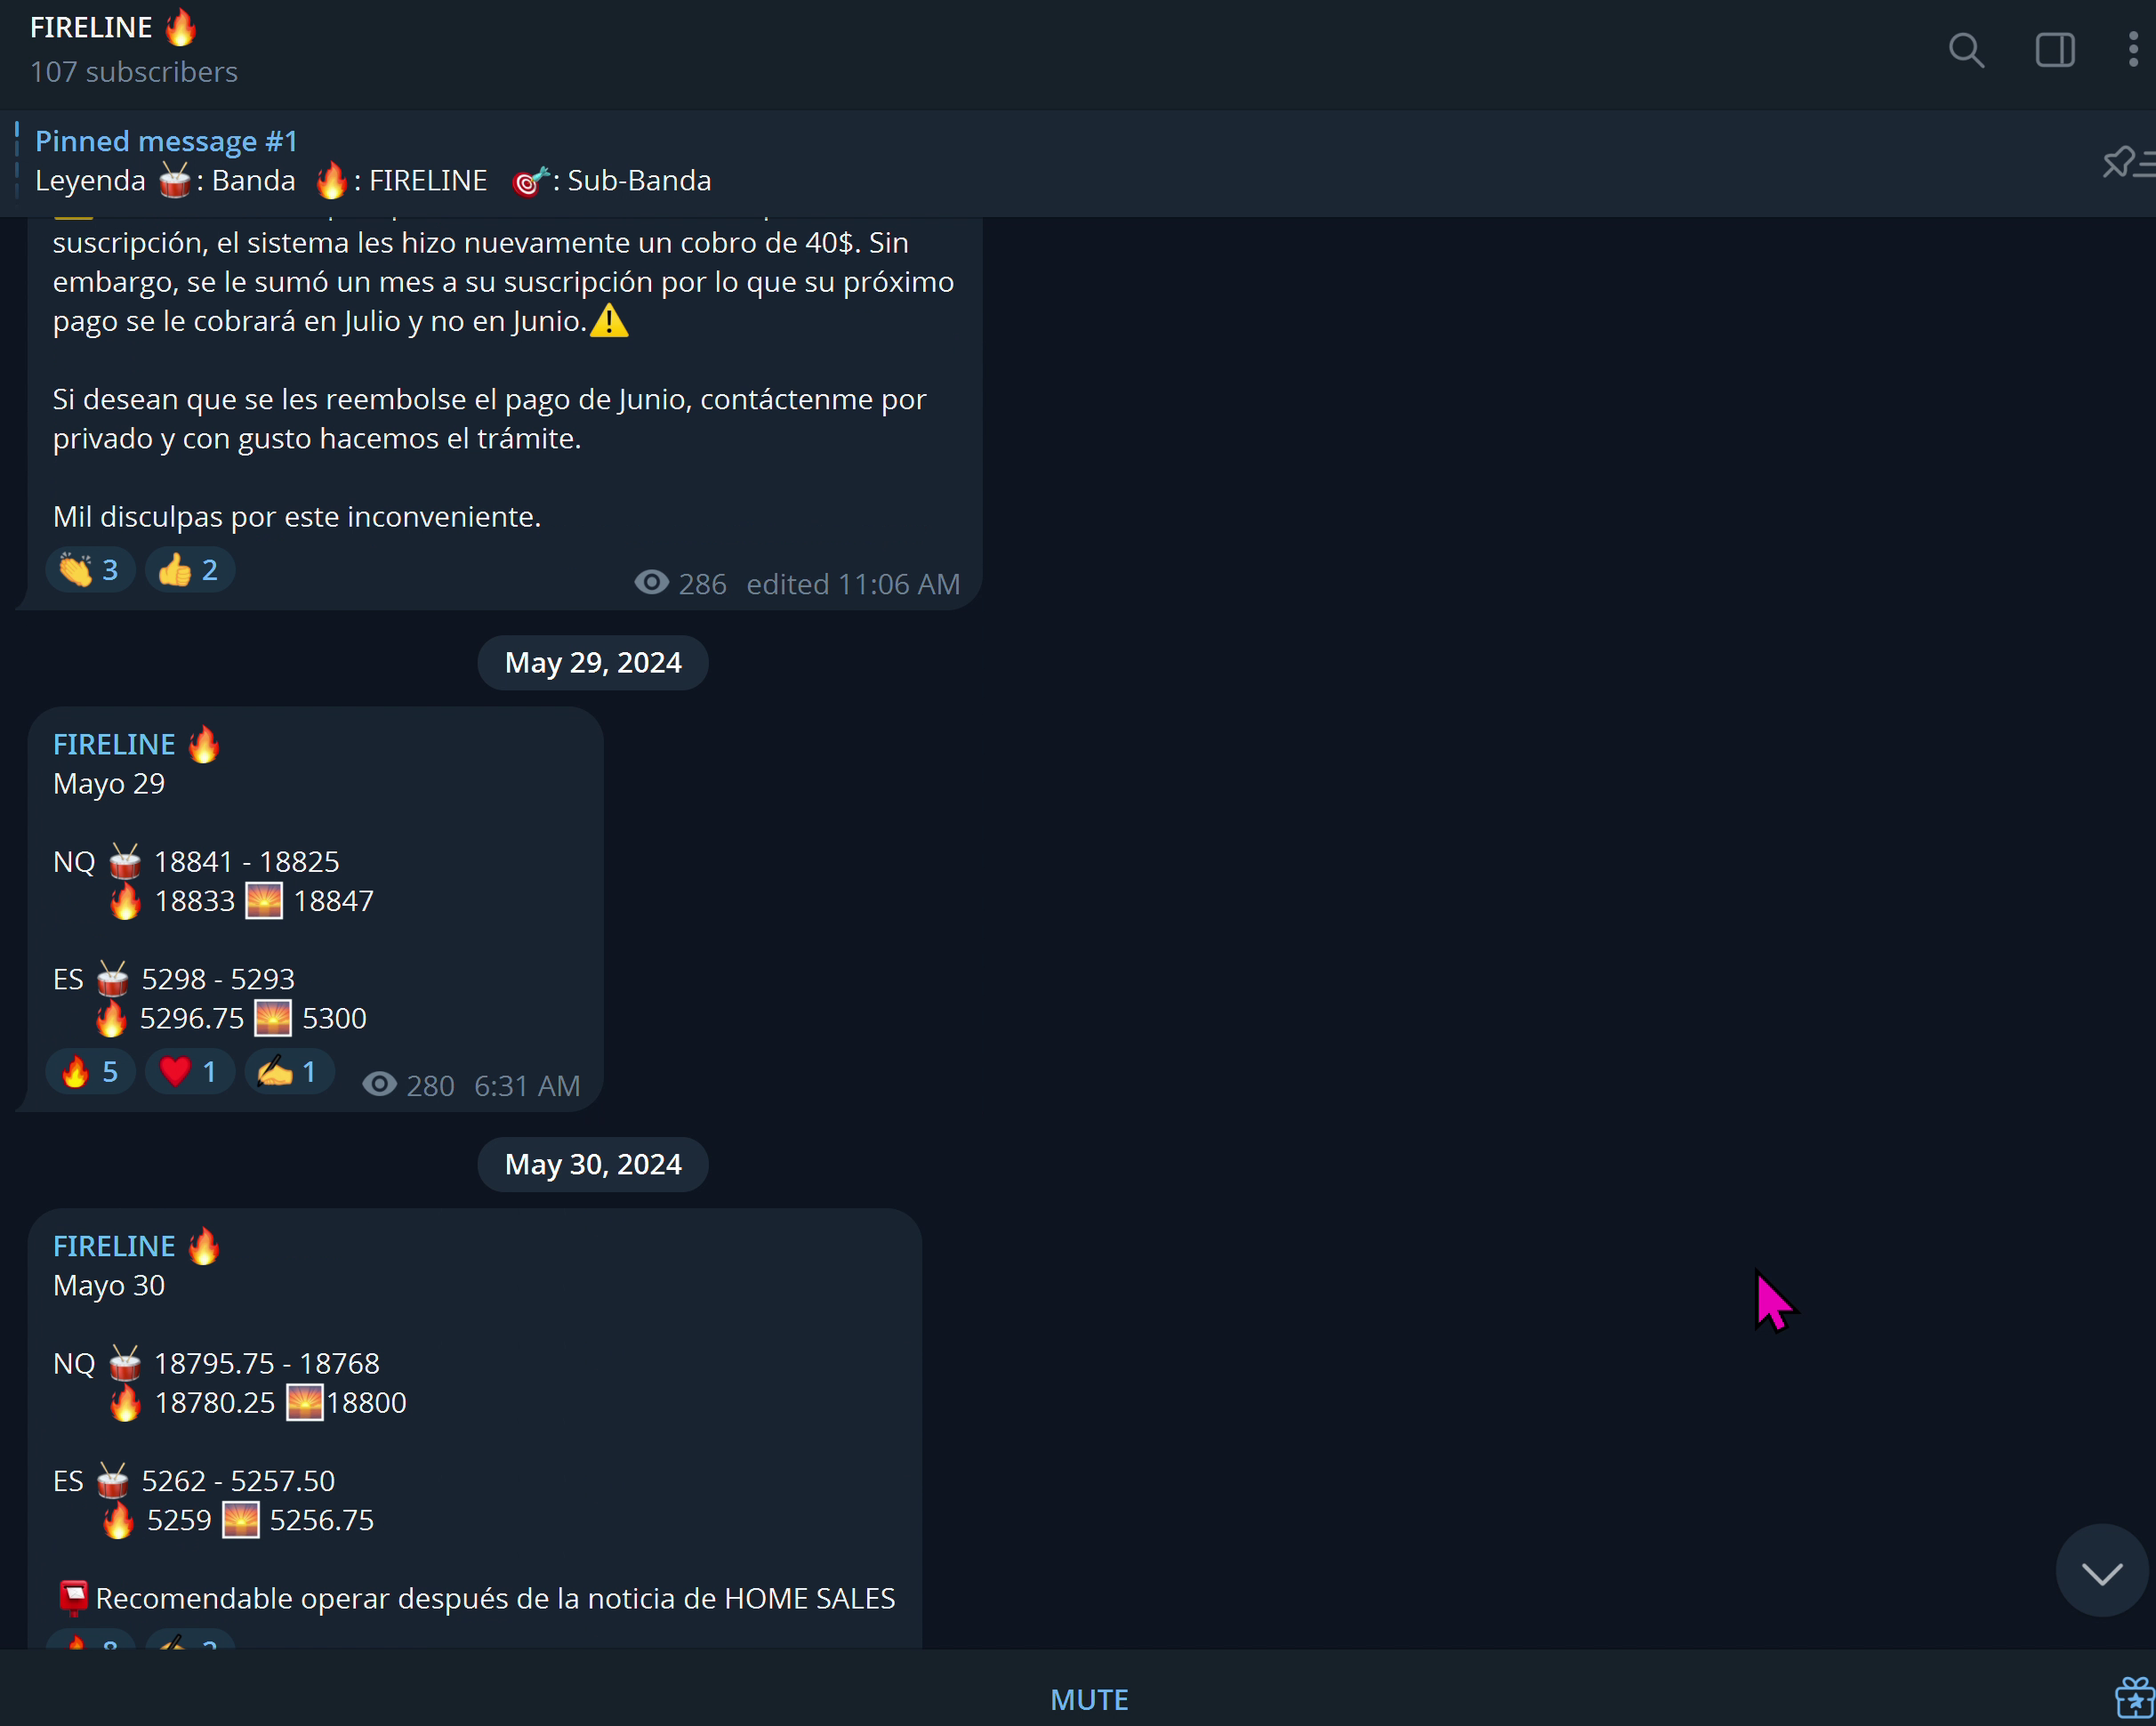 FIRELINE 🔥
107 subscribers
Pinned message #1
Leyenda 🥁: Banda 🔥: FIRELINE 🎯: Sub-Banda
suscripción, el sistema les hizo nuevamente un cobro de 40$. Sin
embargo, se le sumó un mes a su suscripción por lo que su próximo
pago se le cobrará en Julio y no en Junio.⚠️
Si desean que se les reembolse el pago de Junio, contáctenme por
privado y con gusto hacemos el trámite.
Mil disculpas por este inconveniente.
👏 3 👍 2
286 edited 11:06 AM
May 29, 2024
FIRELINE 🔥
Mayo 29
NQ 🥁 18841 - 18825
🔥 18833 🌅 18847
ES 🥁 5298 - 5293
🔥 5296.75 🌅 5300
🔥 5 ❤️ 1 ✍️ 1
280 6:31 AM
May 30, 2024
FIRELINE 🔥
Mayo 30
NQ 🥁 18795.75 - 18768
🔥 18780.25 🌅18800
ES 🥁 5262 - 5257.50
🔥 5259 🌅 5256.75
📮Recomendable operar después de la noticia de HOME SALES
MUTE